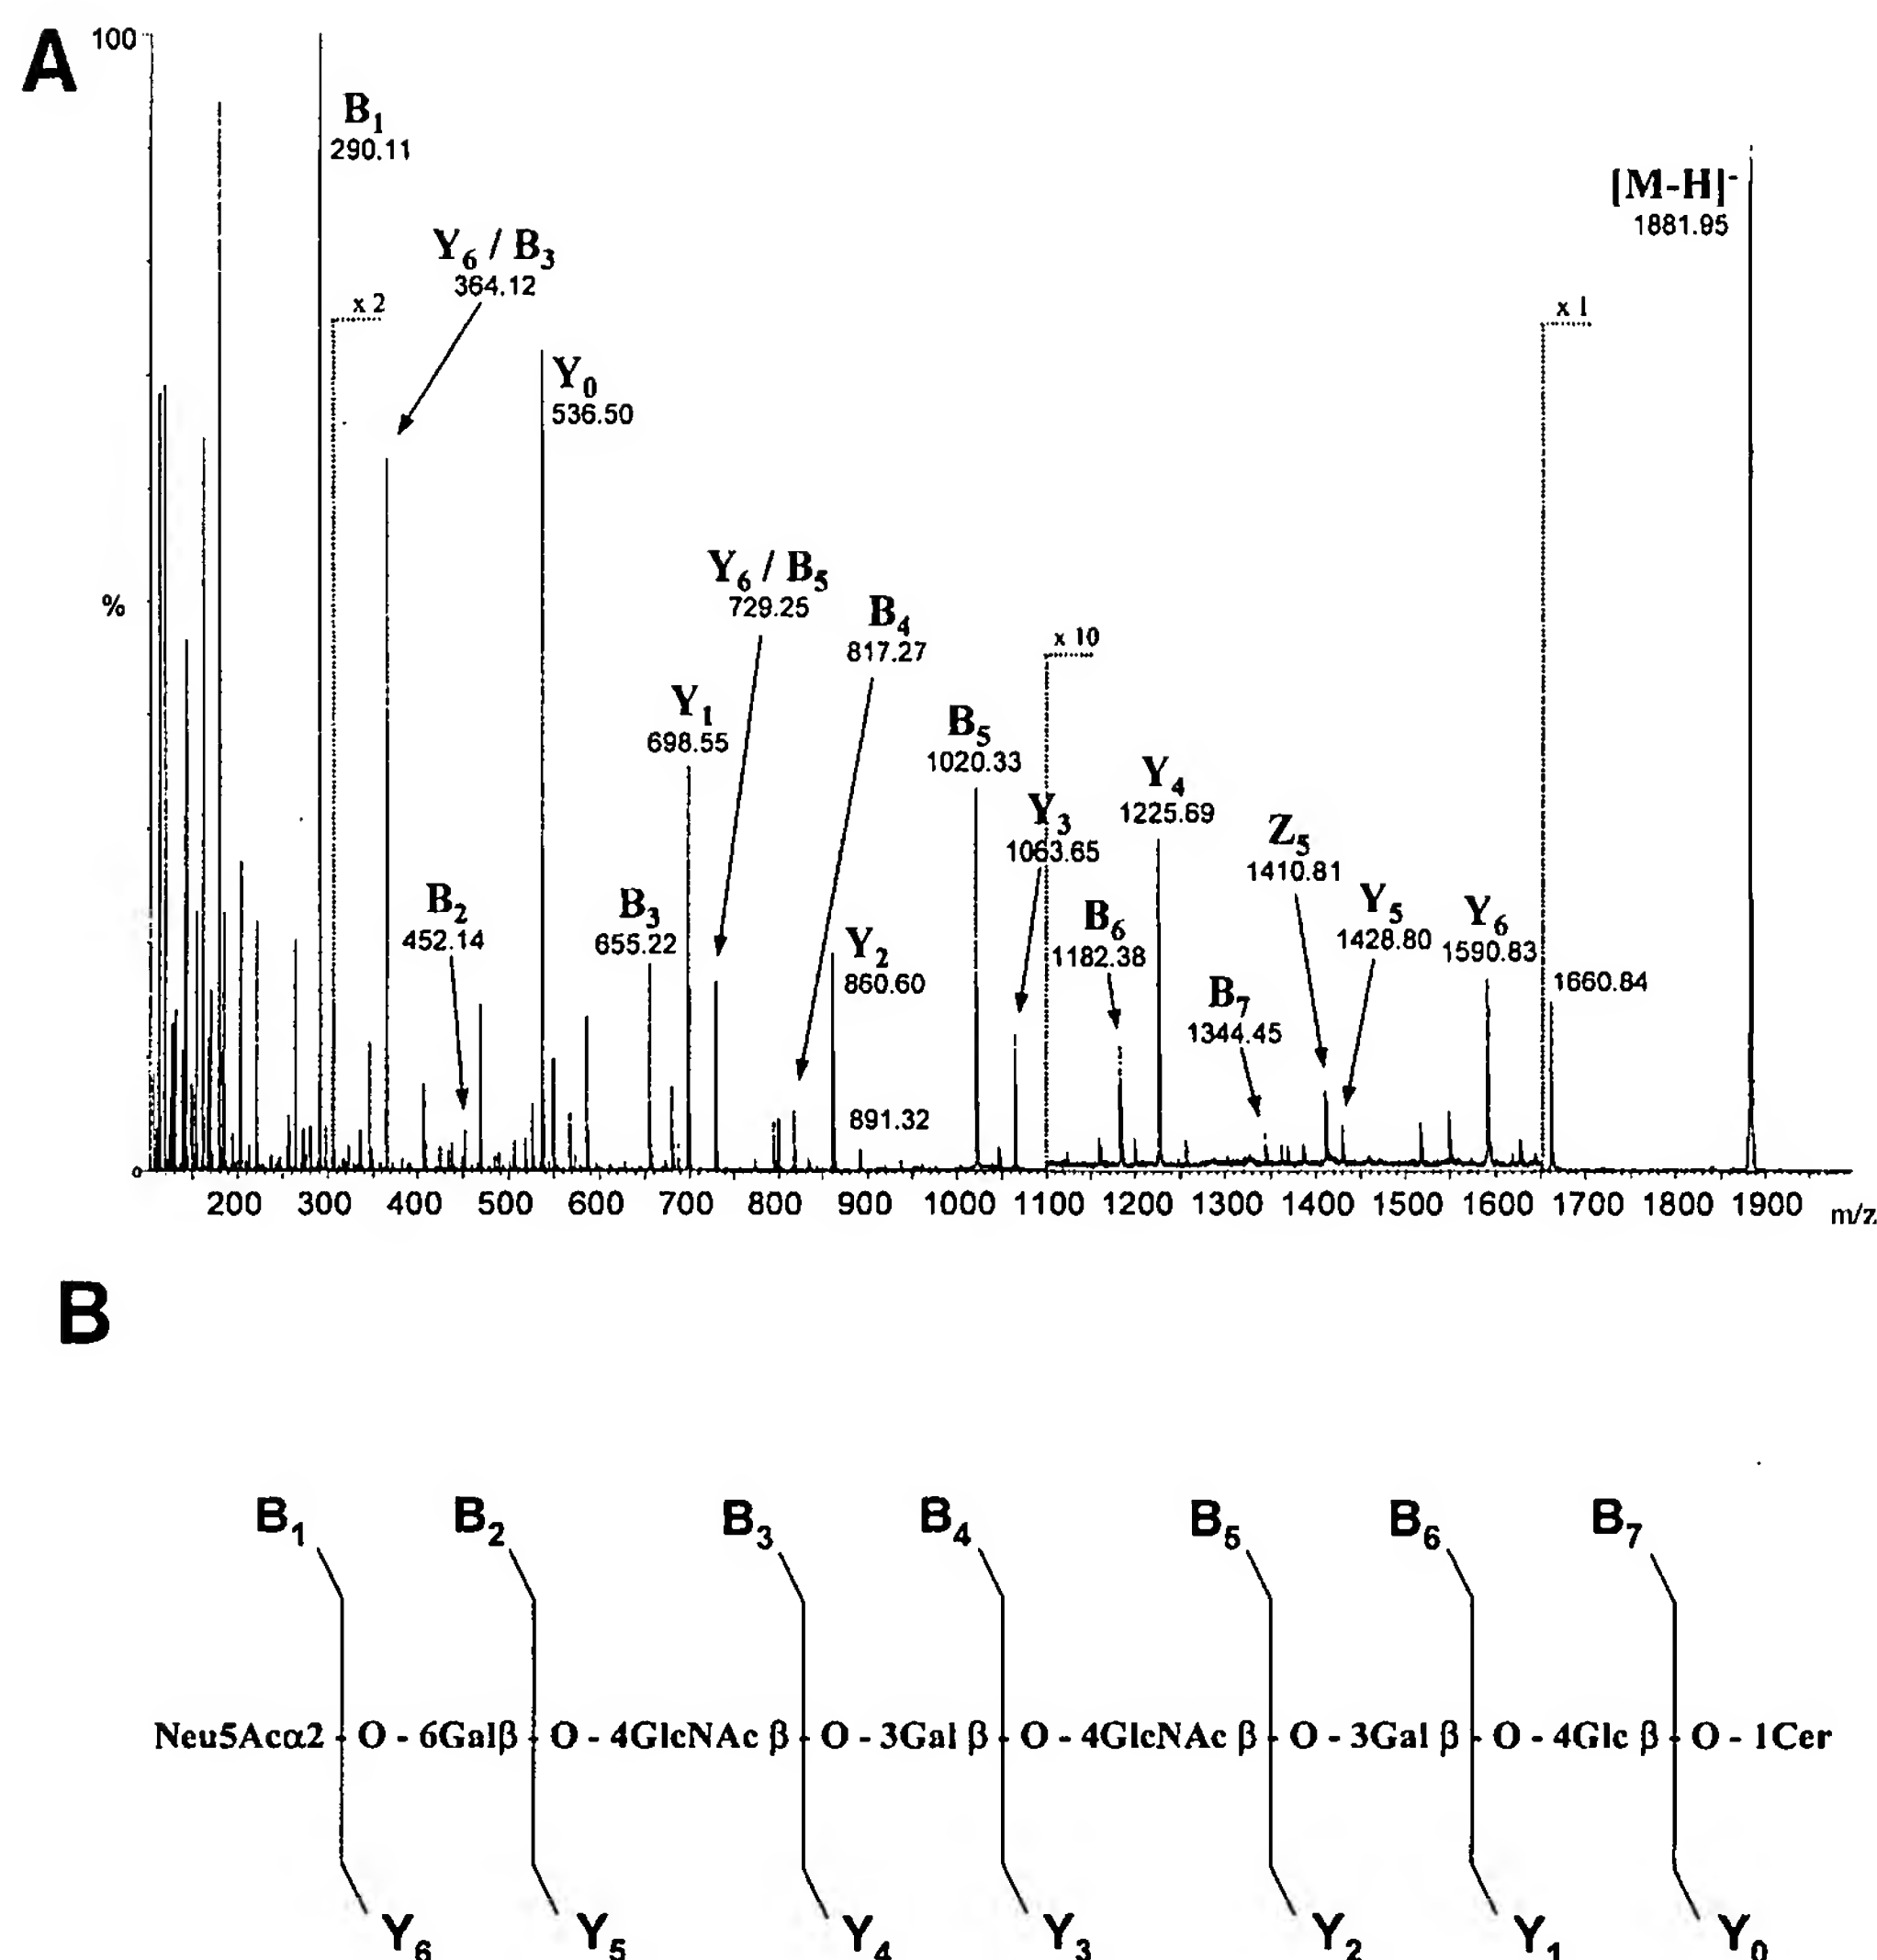 A
100
B1
290.11
[M-H]-
1881.95
Y6 / B3
364.12
x 2
x 1
Y0
536.50
Y6 / B5
729.25
%
B4
817.27
x 10
Y1
698.55
B5
1020.33
Y4
1225.69
Y3
1063.65
Z5
1410.81
B2
452.14
B3
655.22
Y2
860.60
B6
1182.38
Y5
1428.80
Y6
1590.83
1660.84
B7
1344.45
891.32
0
200 300 400 500 600 700 800 900 1000 1100 1200 1300 1400 1500 1600 1700 1800 1900 m/z
B
B1 B2 B3 B4 B5 B6 B7
Neu5Acα2 O - 6Galβ O - 4GlcNAc β O - 3Gal β O - 4GlcNAc β O - 3Gal β O - 4Glc β O - 1Cer
Y6 Y5 Y4 Y3 Y2 Y1 Y0